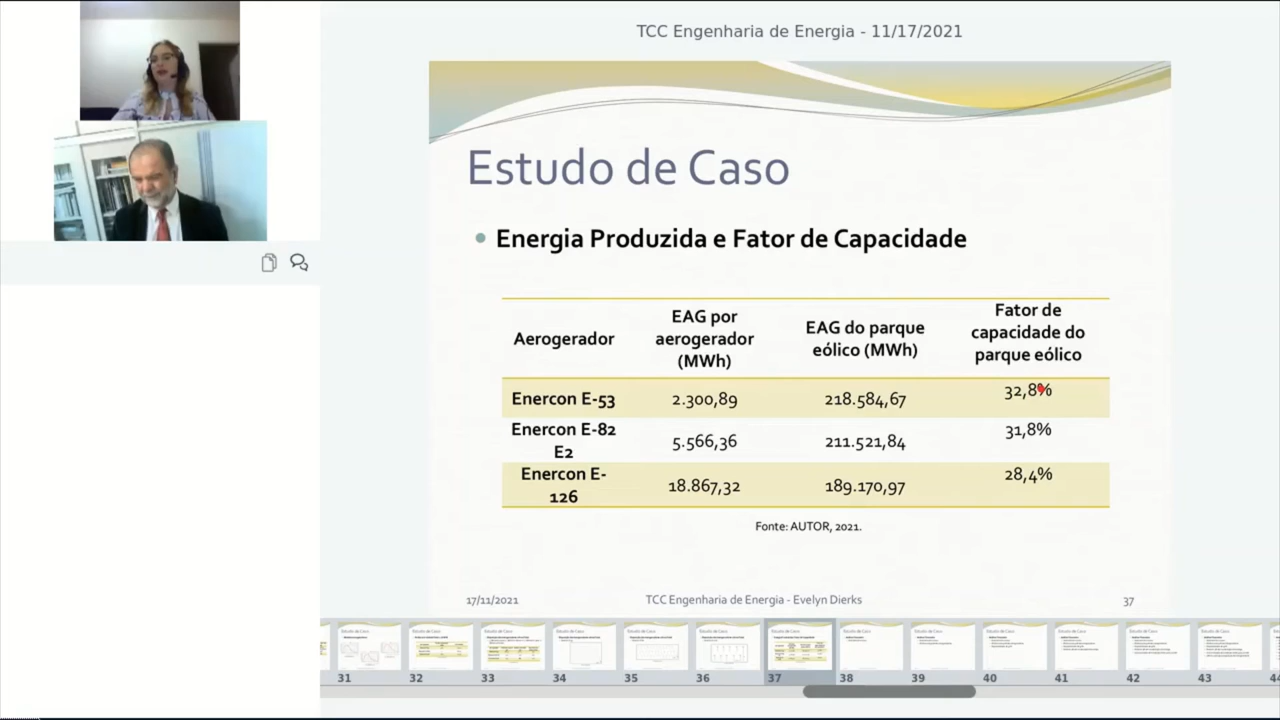 TCC Engenharia de Energia - 11/17/2021
Estudo de Caso
• Energia Produzida e Fator de Capacidade
Aerogerador
EAG por
aerogerador
(MWh)
EAG do parque
eólico (MWh)
Fator de
capacidade do
parque eólico
Enercon E-53
2.300,89
218.584,67
32,8%
Enercon E-82
E2
5.566,36
211.521,84
31,8%
Enercon E-
126
18.867,32
189.170,97
28,4%
Fonte: AUTOR, 2021.
17/11/2021
TCC Engenharia de Energia - Evelyn Dierks
37
31
32
33
34
35
36
37
38
39
40
41
42
43
44